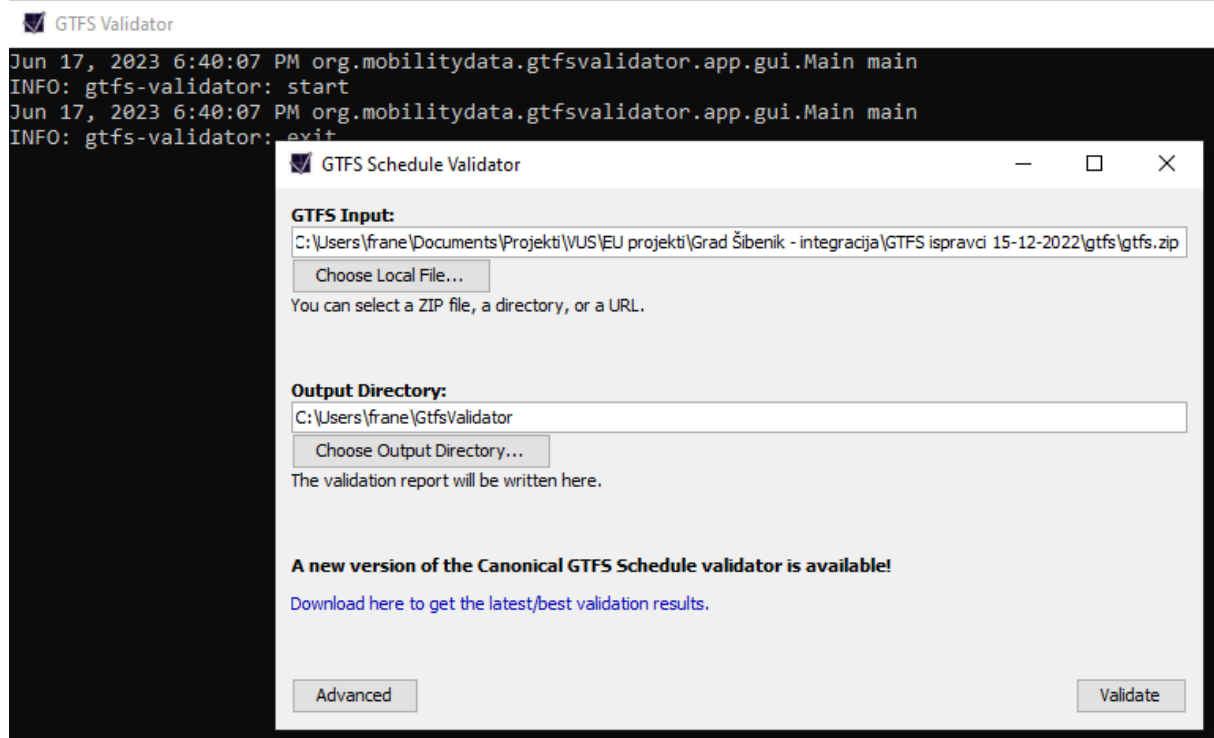 GTFS Validator
Jun 17, 2023 6:40:07 PM org.mobilitydata.gtfsvalidator.app.gui.Main main
INFO: gtfs-validator: start
Jun 17, 2023 6:40:07 PM org.mobilitydata.gtfsvalidator.app.gui.Main main
INFO: gtfs-validator: exit
GTFS Schedule Validator
GTFS Input:
C:\Users\frane\Documents\Projekti\VUS\EU projekti\Grad Šibenik - integracija\GTFS ispravci 15-12-2022\gtfs\gtfs.zip
Choose Local File...
You can select a ZIP file, a directory, or a URL.
Output Directory:
C:\Users\frane\GtfsValidator
Choose Output Directory...
The validation report will be written here.
A new version of the Canonical GTFS Schedule validator is available!
Download here to get the latest/best validation results.
Advanced
Validate